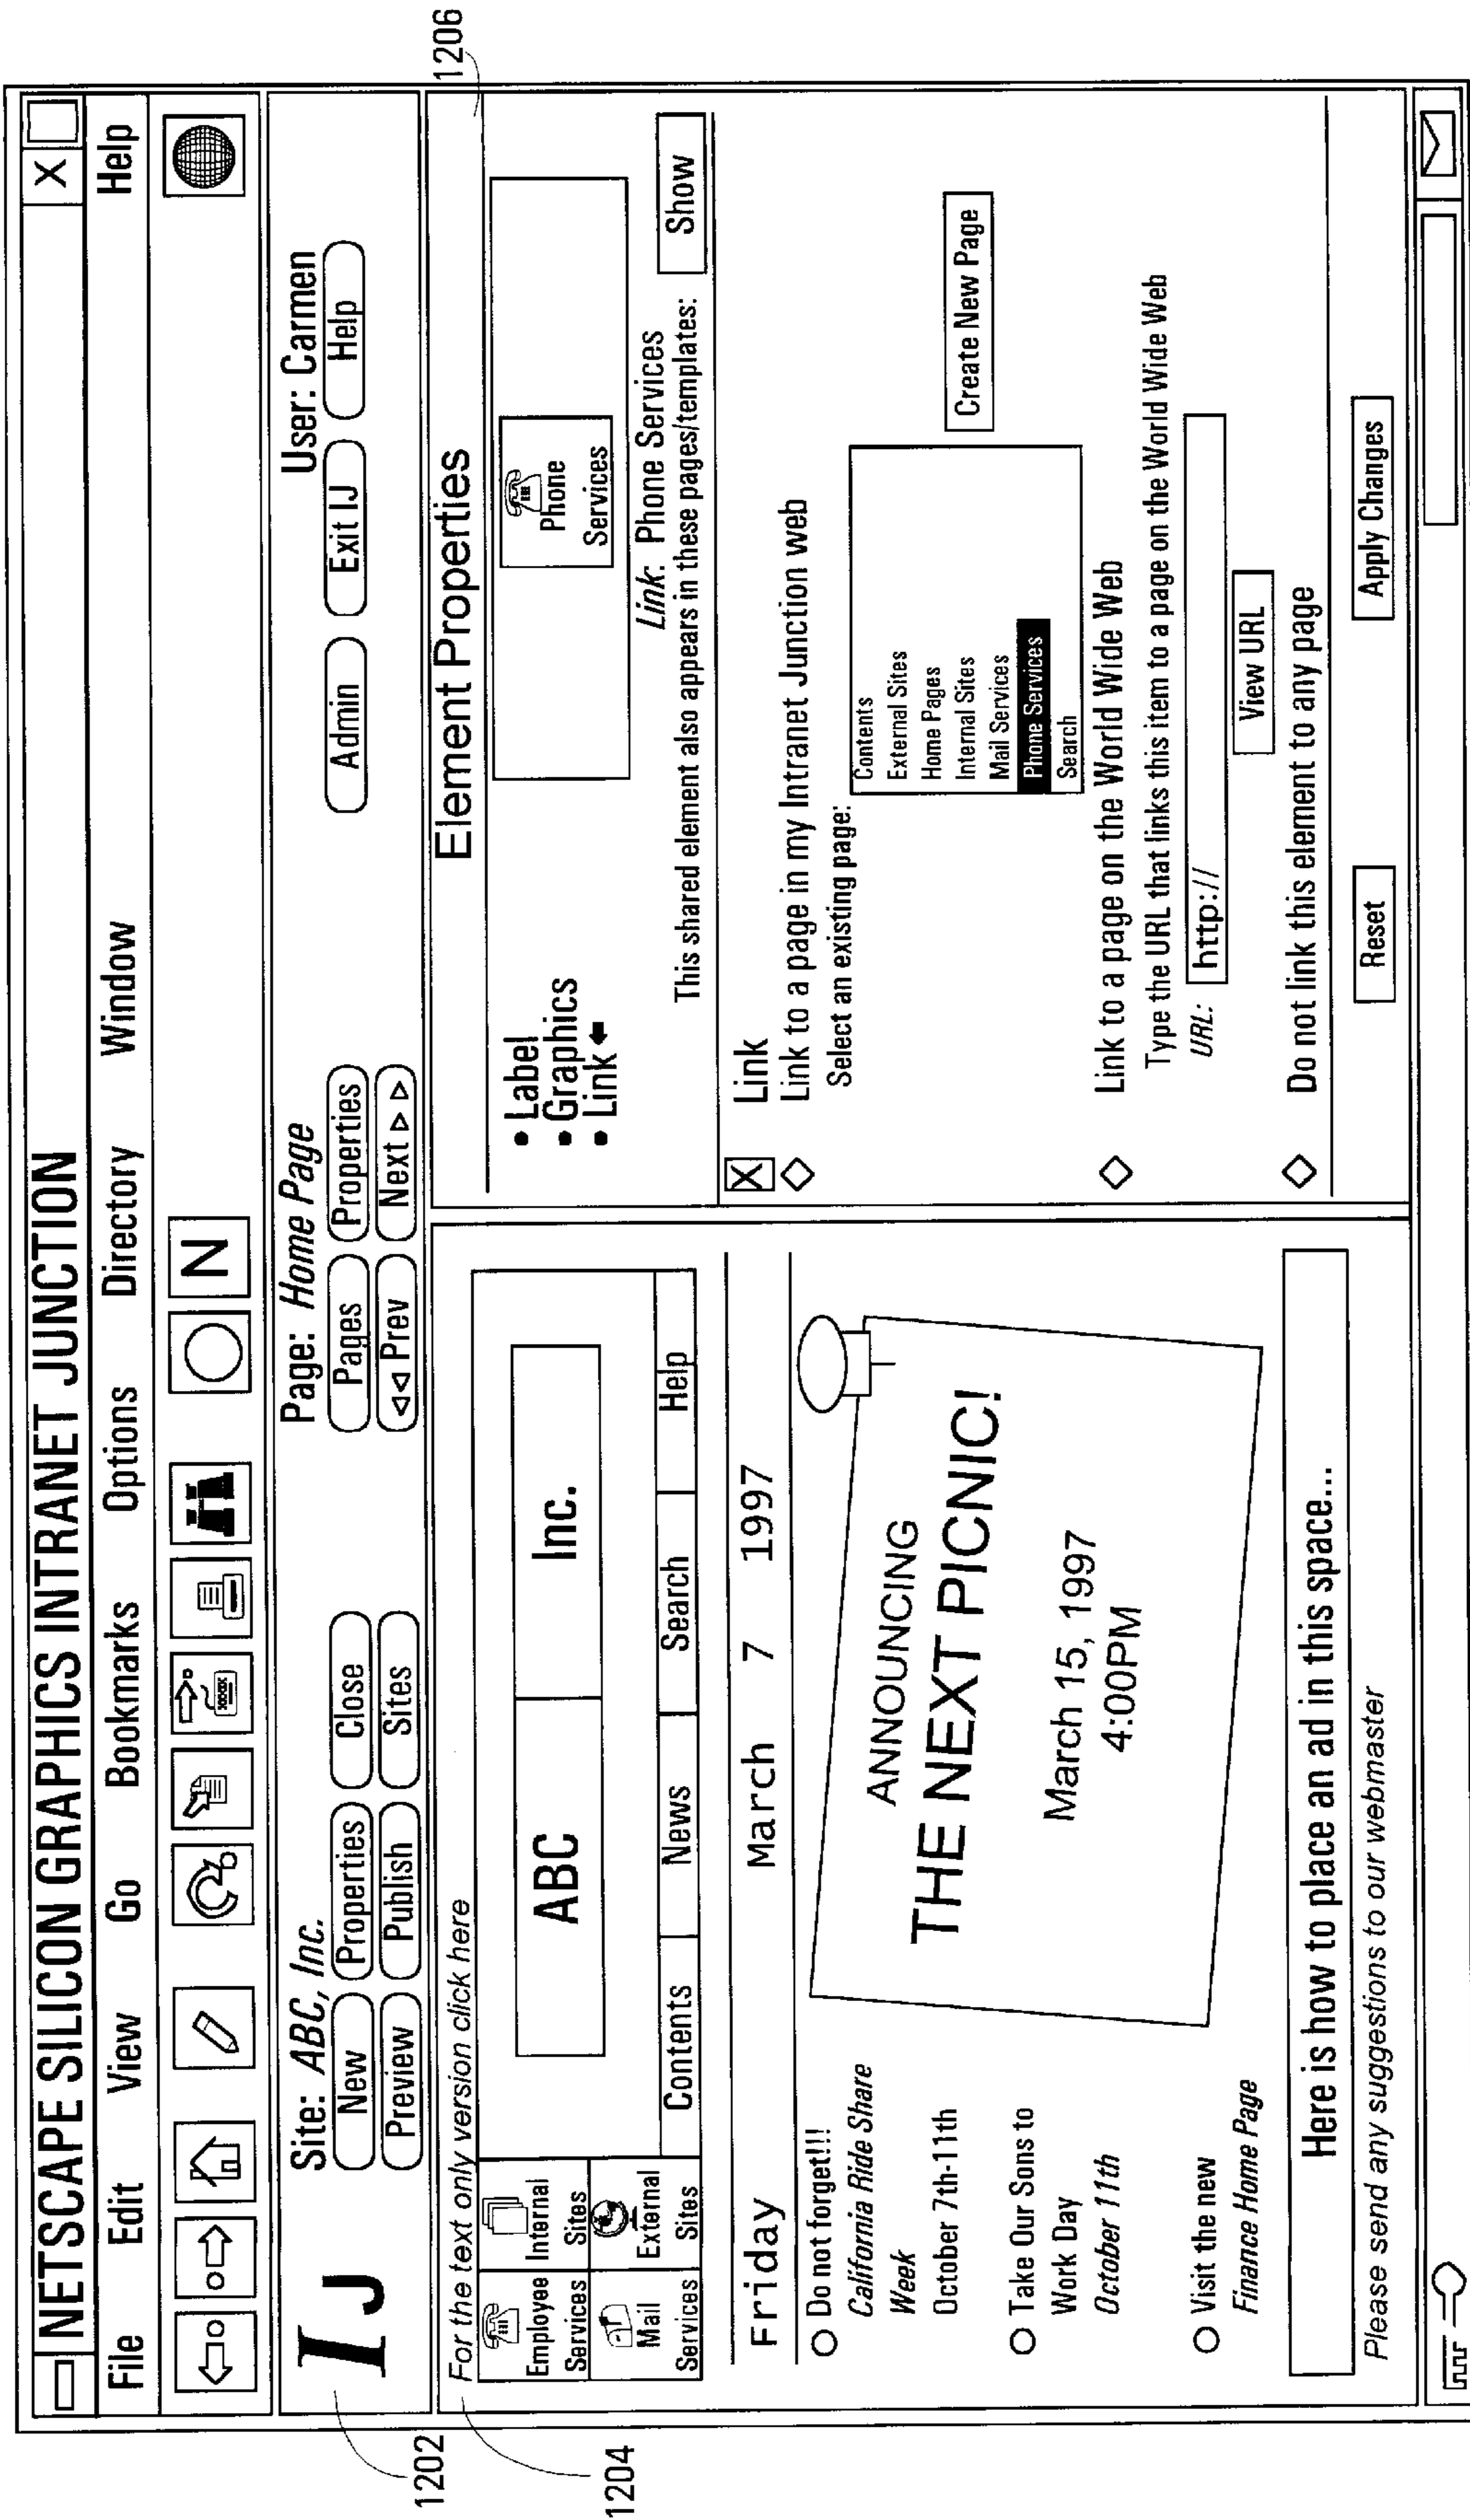 NETSCAPE SILICON GRAPHICS INTRANET JUNCTION X
File Edit View Go Bookmarks Options Directory Window Help
N
I J
Site: ABC, Inc.
New Properties Close
Preview Publish Sites
Page: Home Page
Pages Properties
Prev Next
User: Carmen
Admin Exit IJ Help
1202
1204
1206
For the text only version click here
Employee Services
Internal Sites
Mail Services
External Sites
ABC Inc.
Contents News Search Help
Friday March 7 1997
Do not forget!!!
California Ride Share
Week
October 7th-11th
Take Our Sons to
Work Day
October 11th
Visit the new
Finance Home Page
ANNOUNCING
THE NEXT PICNIC!
March 15, 1997
4:00PM
Here is how to place an ad in this space...
Please send any suggestions to our webmaster
Element Properties
• Label
• Graphics
• Link
Phone
Services
Link: Phone Services
This shared element also appears in these pages/templates: Show
X Link
Link to a page in my Intranet Junction web
Select an existing page:
Contents
External Sites
Home Pages
Internal Sites
Mail Services
Phone Services
Search
Create New Page
Link to a page on the World Wide Web
Type the URL that links this item to a page on the World Wide Web
URL: http://
View URL
Do not link this element to any page
Reset Apply Changes